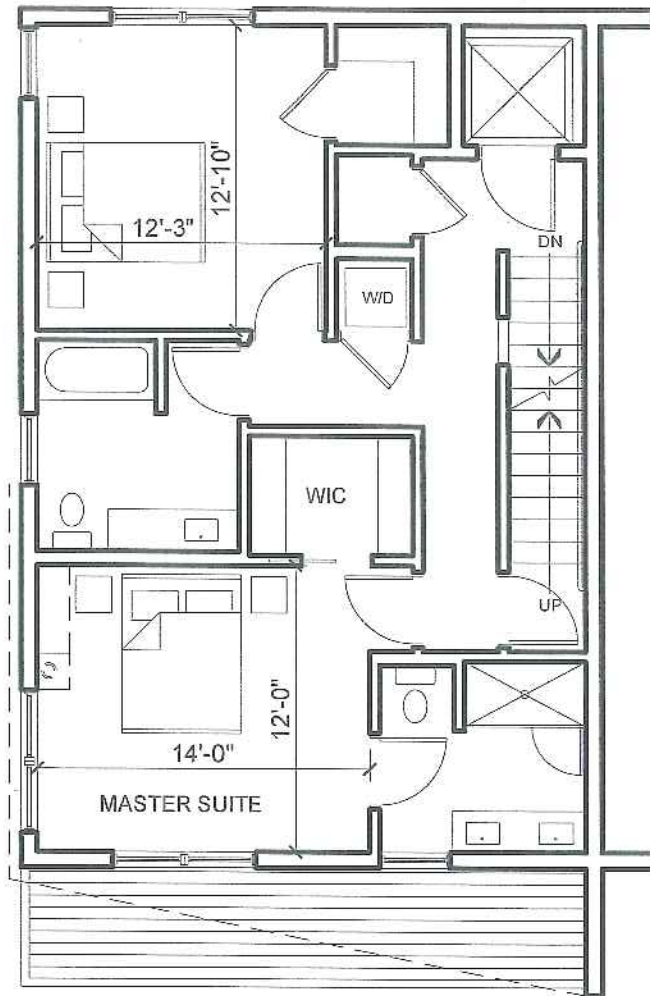 12'-10"
12'-3"
DN
W/D
WIC
UP
12'-0"
14'-0"
MASTER SUITE